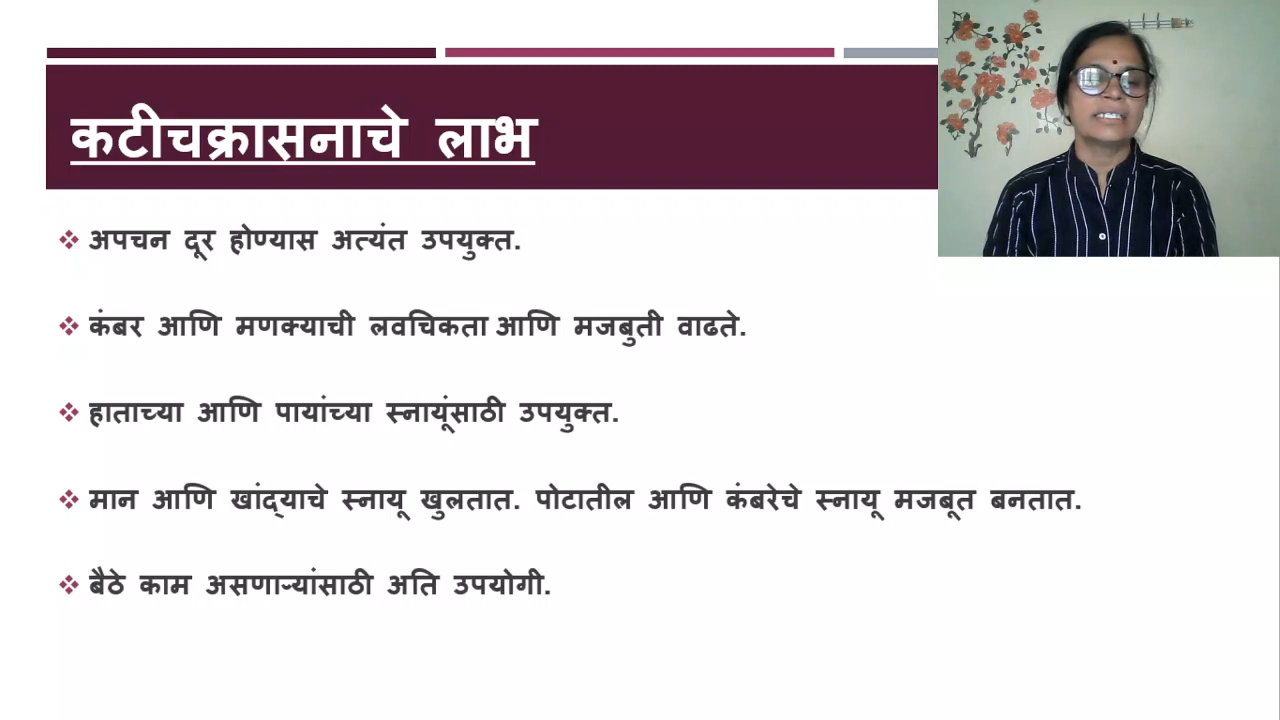 कटीचक्रासनाचे लाभ
अपचन दूर होण्यास अत्यंत उपयुक्त.
कंबर आणि मणक्याची लवचिकता आणि मजबुती वाढते.
हाताच्या आणि पायांच्या स्नायूंसाठी उपयुक्त.
मान आणि खांद्याचे स्नायू खुलतात. पोटातील आणि कंबरेचे स्नायू मजबूत बनतात.
बैठे काम असणाऱ्यांसाठी अति उपयोगी.